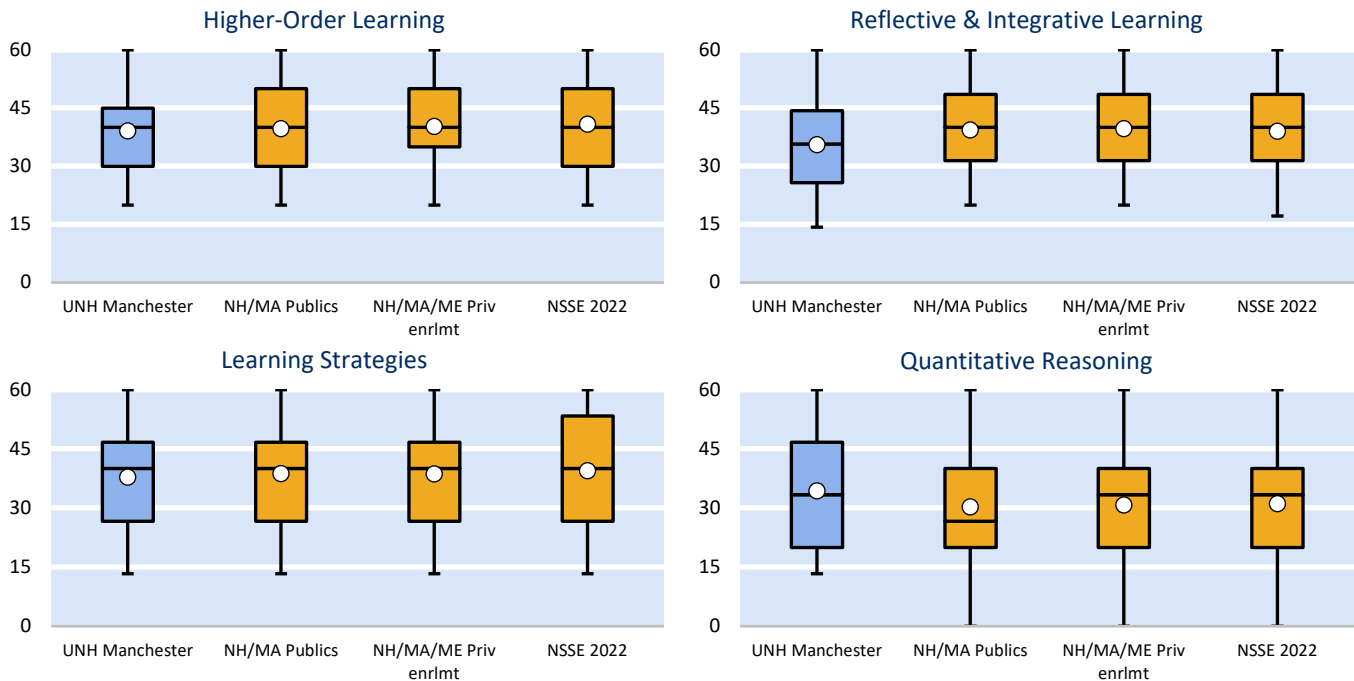 Higher-Order Learning
60
45
30
15
0
UNH Manchester
NH/MA Publics
NH/MA/ME Priv
enrlmt
NSSE 2022
Reflective & Integrative Learning
60
45
30
15
0
UNH Manchester
NH/MA Publics
NH/MA/ME Priv
enrlmt
NSSE 2022
Learning Strategies
60
45
30
15
0
UNH Manchester
NH/MA Publics
NH/MA/ME Priv
enrlmt
NSSE 2022
Quantitative Reasoning
60
45
30
15
0
UNH Manchester
NH/MA Publics
NH/MA/ME Priv
enrlmt
NSSE 2022